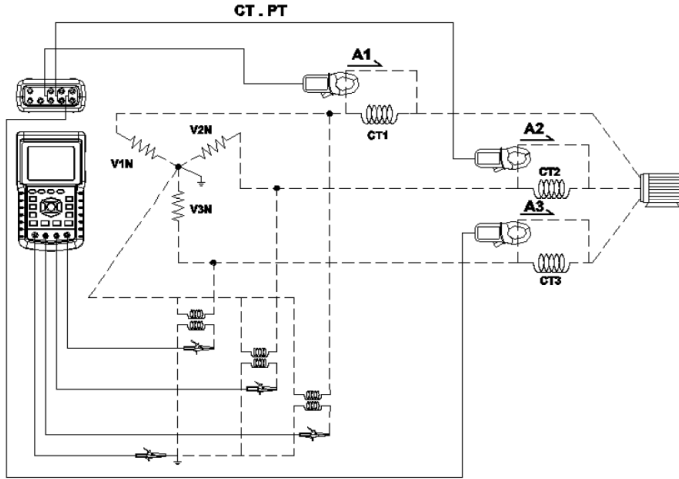 CT . PT
A1
CT1
V2N
V1N
A2
CT2
V3N
A3
CT3